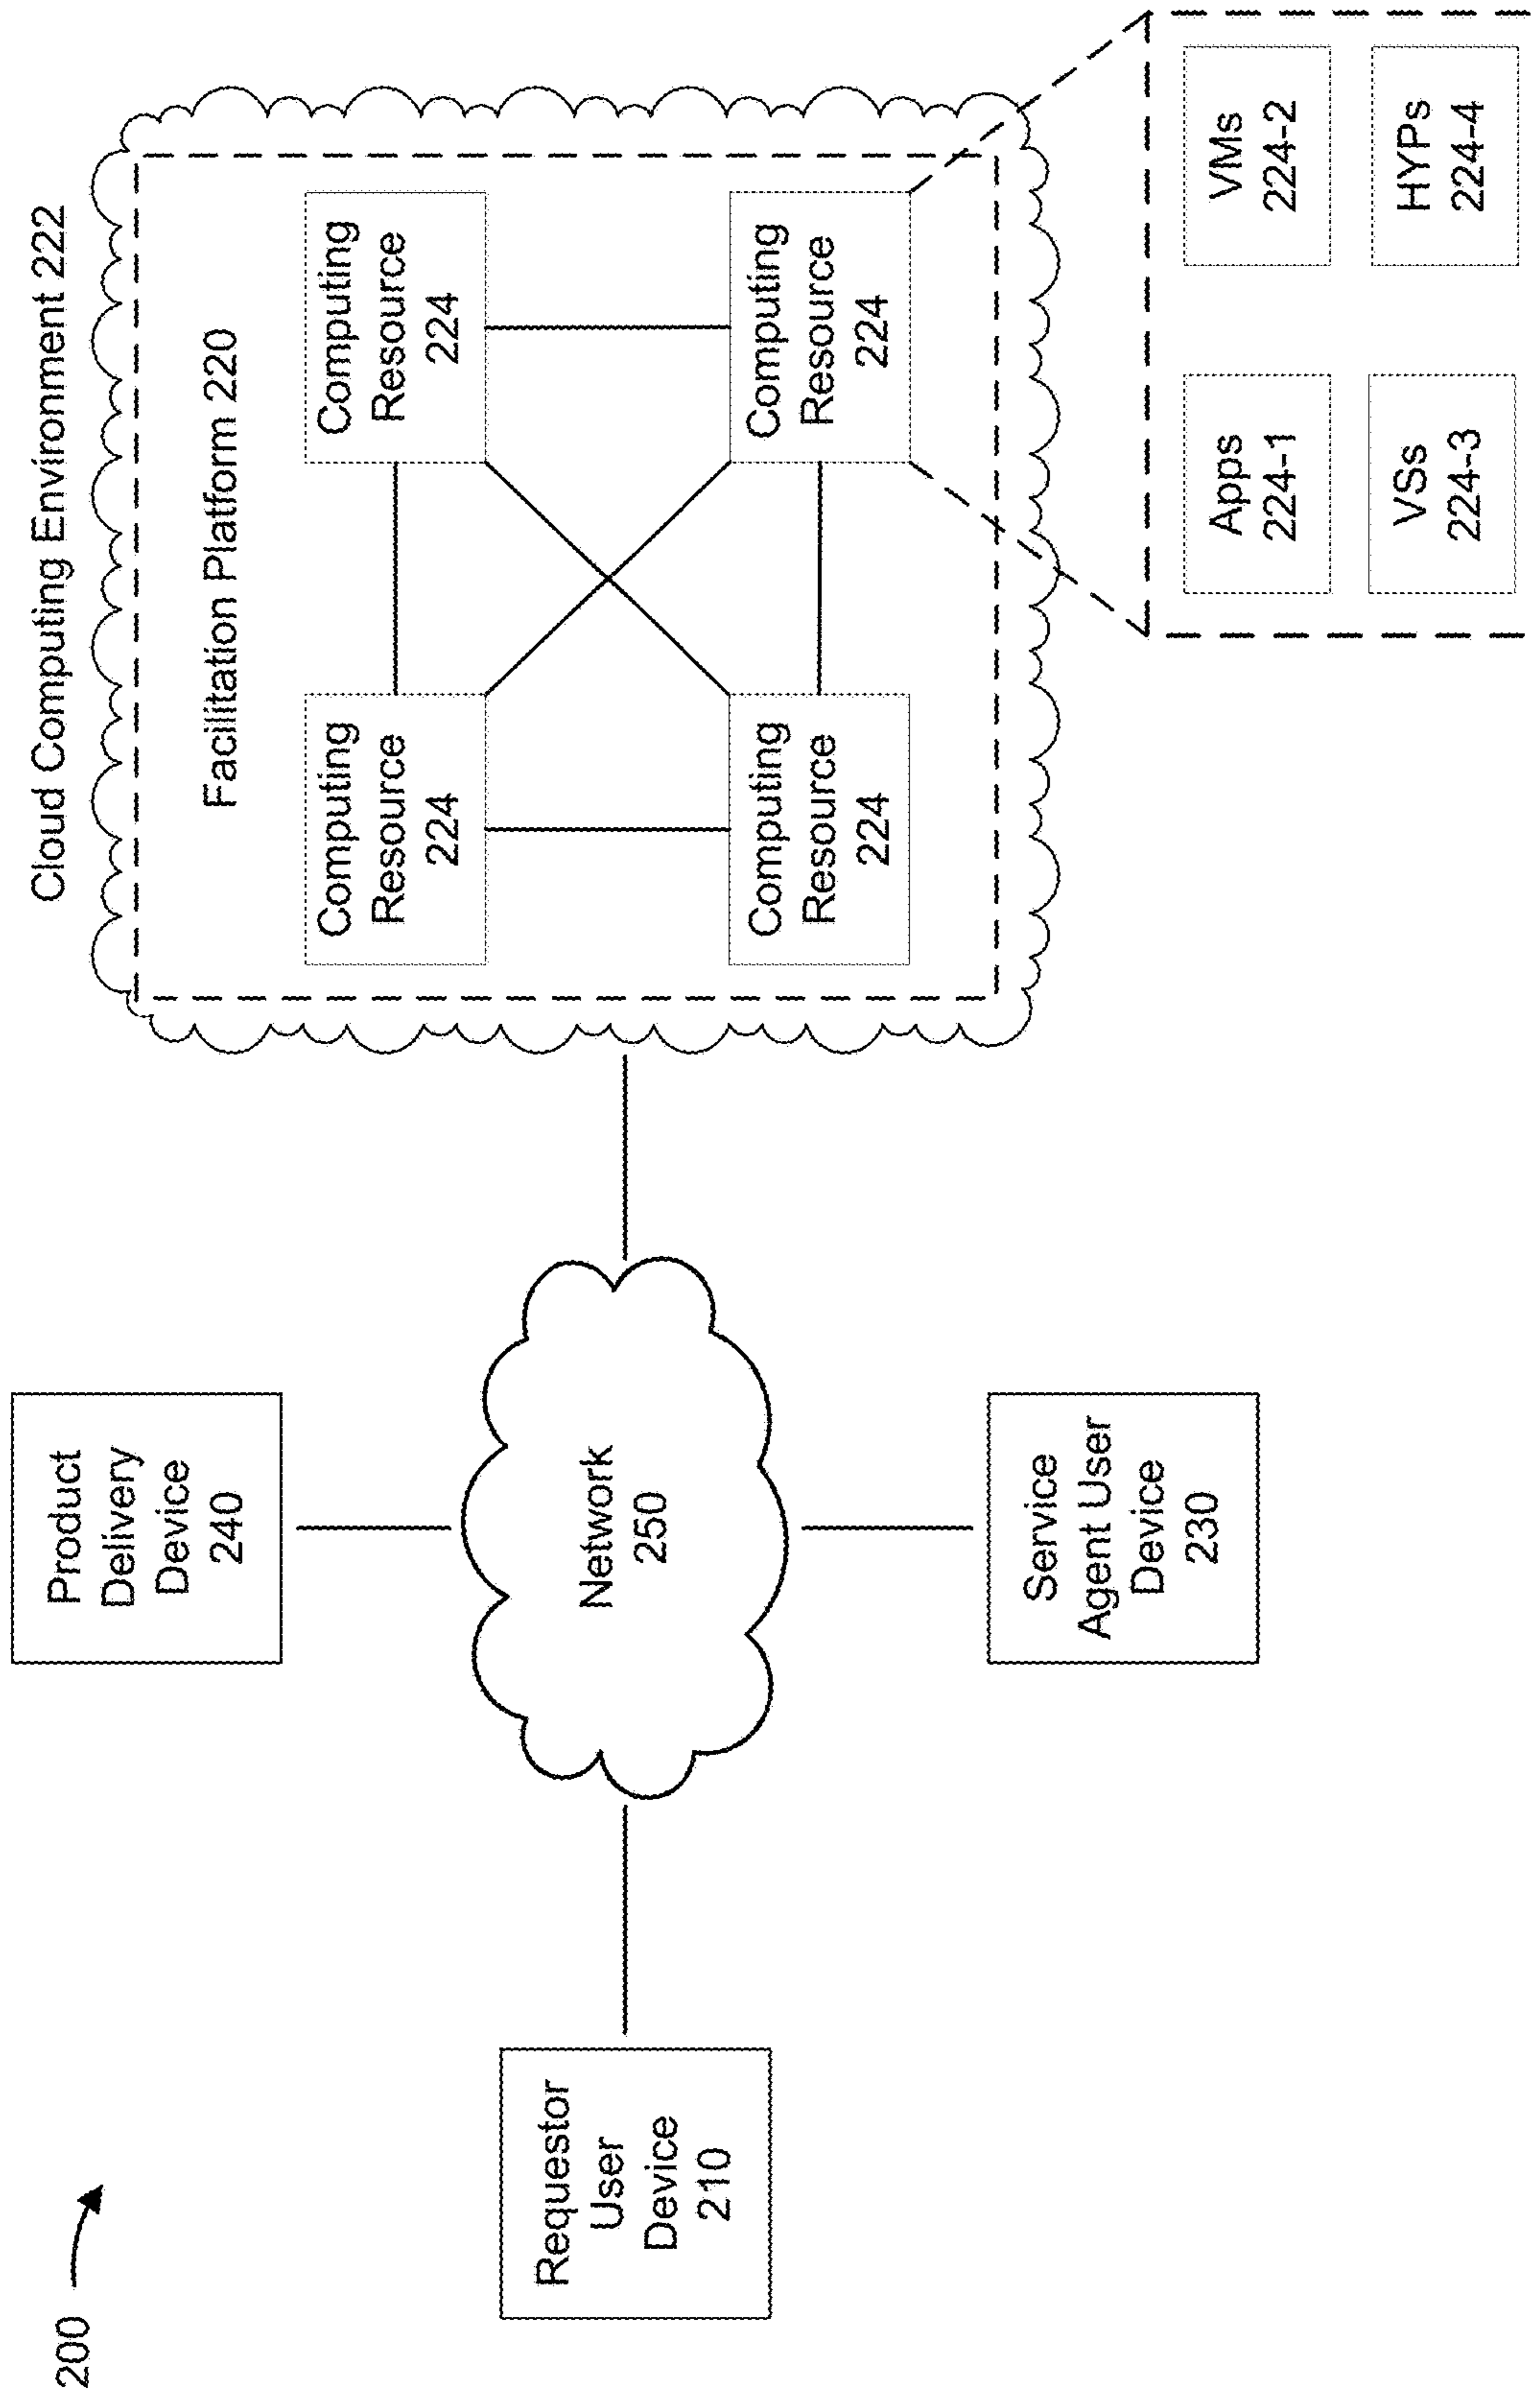 200
Cloud Computing Environment 222
Facilitation Platform 220
Computing
Resource
224
Computing
Resource
224
Computing
Resource
224
Computing
Resource
224
Product
Delivery
Device
240
Requestor
User
Device
210
Network
250
Service
Agent User
Device
230
Apps
224-1
VMs
224-2
VSs
224-3
HYPs
224-4